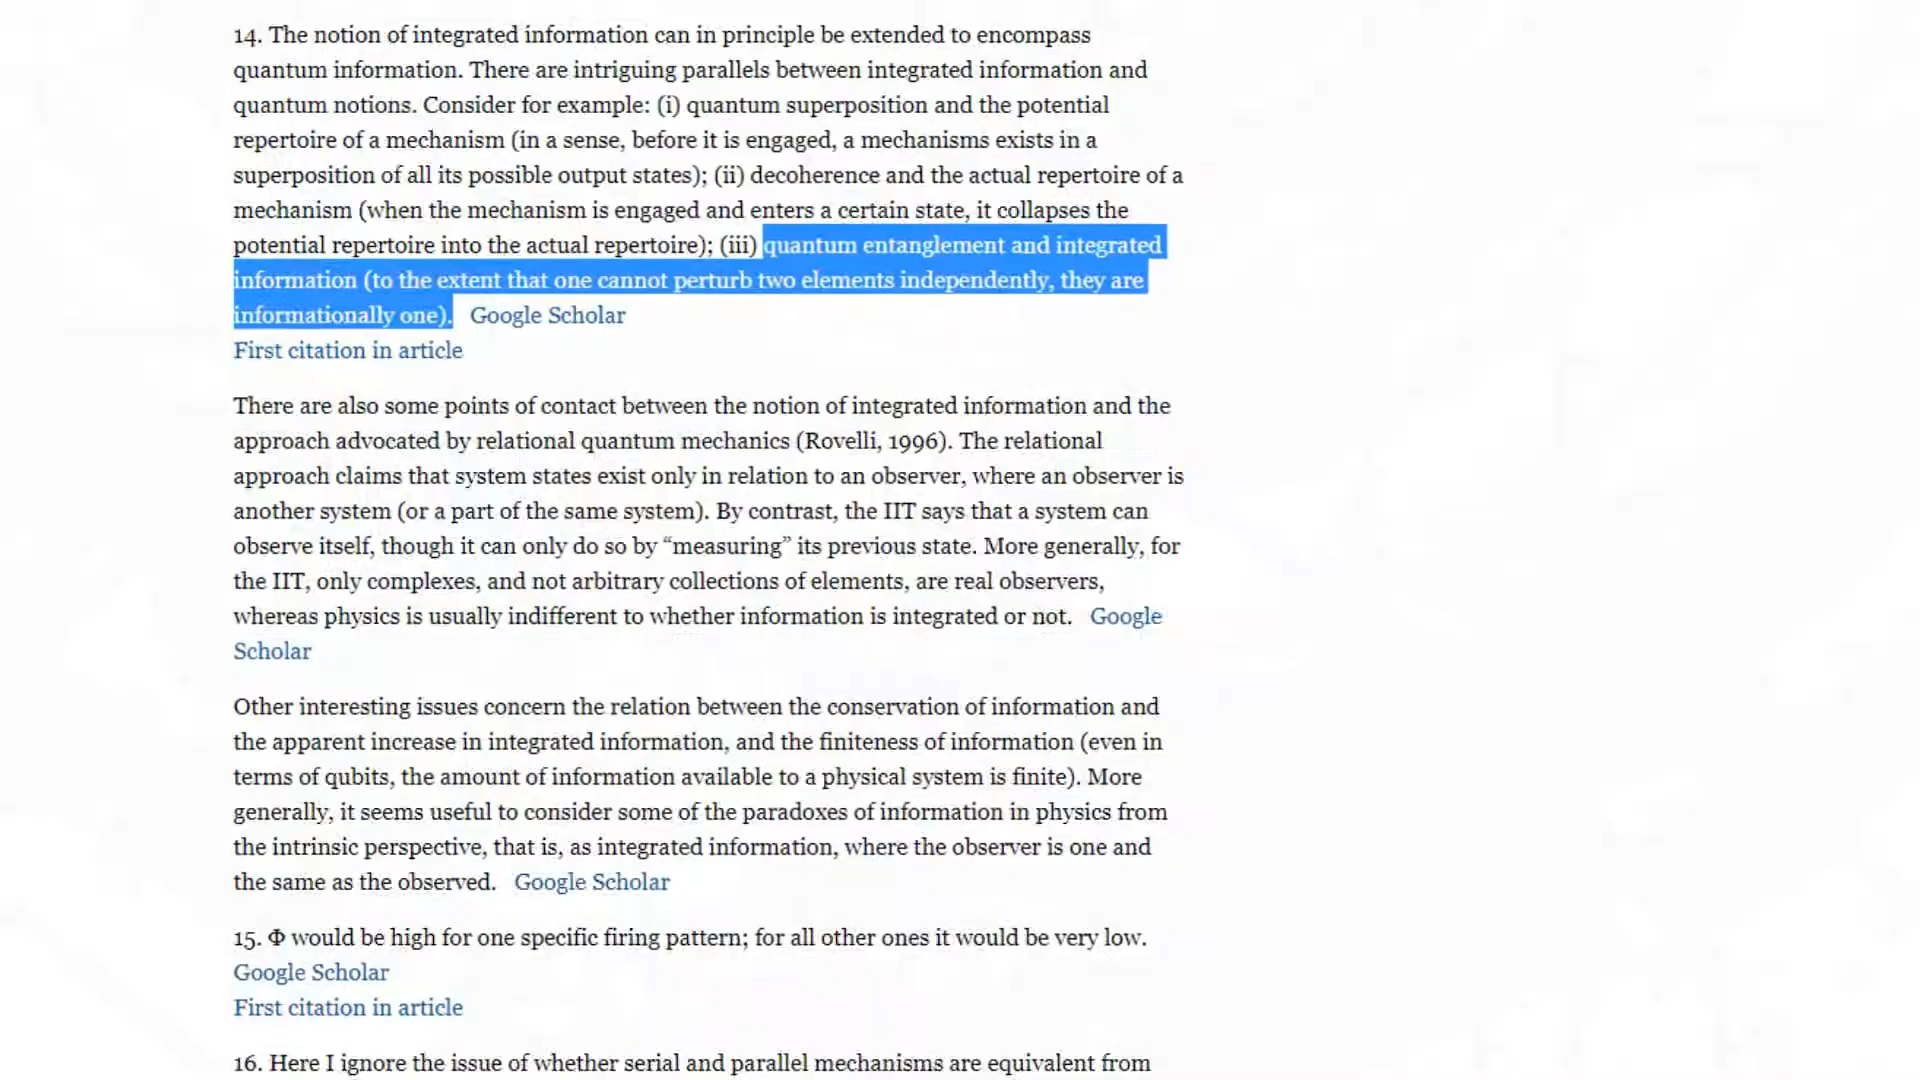 14. The notion of integrated information can in principle be extended to encompass
quantum information. There are intriguing parallels between integrated information and
quantum notions. Consider for example: (i) quantum superposition and the potential
repertoire of a mechanism (in a sense, before it is engaged, a mechanisms exists in a
superposition of all its possible output states); (ii) decoherence and the actual repertoire of a
mechanism (when the mechanism is engaged and enters a certain state, it collapses the
potential repertoire into the actual repertoire); (iii) quantum entanglement and integrated
information (to the extent that one cannot perturb two elements independently, they are
informationally one). Google Scholar
First citation in article
There are also some points of contact between the notion of integrated information and the
approach advocated by relational quantum mechanics (Rovelli, 1996). The relational
approach claims that system states exist only in relation to an observer, where an observer is
another system (or a part of the same system). By contrast, the IIT says that a system can
observe itself, though it can only do so by “measuring” its previous state. More generally, for
the IIT, only complexes, and not arbitrary collections of elements, are real observers,
whereas physics is usually indifferent to whether information is integrated or not. Google
Scholar
Other interesting issues concern the relation between the conservation of information and
the apparent increase in integrated information, and the finiteness of information (even in
terms of qubits, the amount of information available to a physical system is finite). More
generally, it seems useful to consider some of the paradoxes of information in physics from
the intrinsic perspective, that is, as integrated information, where the observer is one and
the same as the observed. Google Scholar
15. Φ would be high for one specific firing pattern; for all other ones it would be very low.
Google Scholar
First citation in article
16. Here I ignore the issue of whether serial and parallel mechanisms are equivalent from